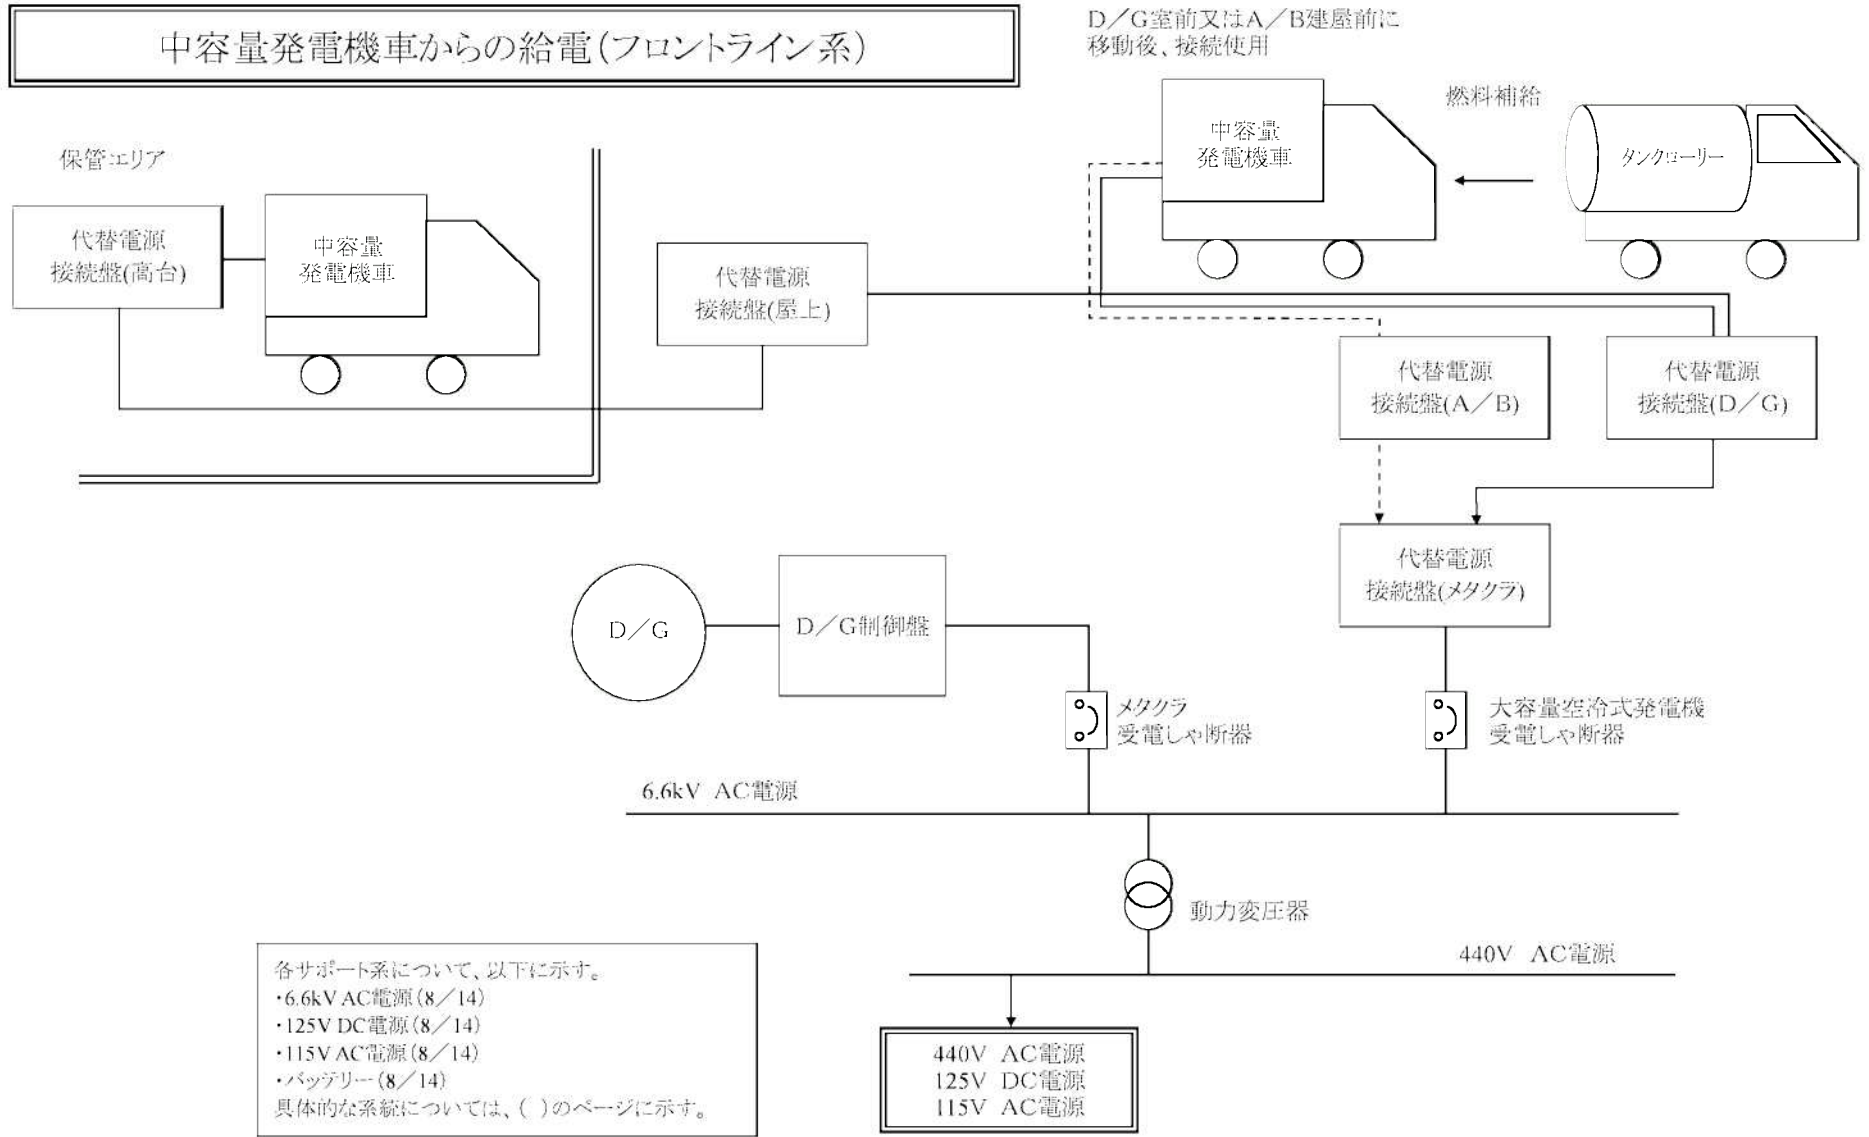 中容量発電機車からの給電(フロントライン系)
D／G室前又はA／B建屋前に
移動後、接続使用
燃料補給
中容量
発電機車
タンクローリー
保管エリア
代替電源
接続盤(高台)
中容量
発電機車
代替電源
接続盤(屋上)
代替電源
接続盤(A／B)
代替電源
接続盤(D／G)
代替電源
接続盤(メタクラ)
D／G
D／G制御盤
メタクラ
受電しゃ断器
大容量空冷式発電機
受電しゃ断器
6.6kV AC電源
動力変圧器
440V AC電源
各サポート系について、以下に示す。
・6.6kV AC電源(8／14)
・125V DC電源(8／14)
・115V AC電源(8／14)
・バッテリー(8／14)
具体的な系統については、( )のページに示す。
440V AC電源
125V DC電源
115V AC電源